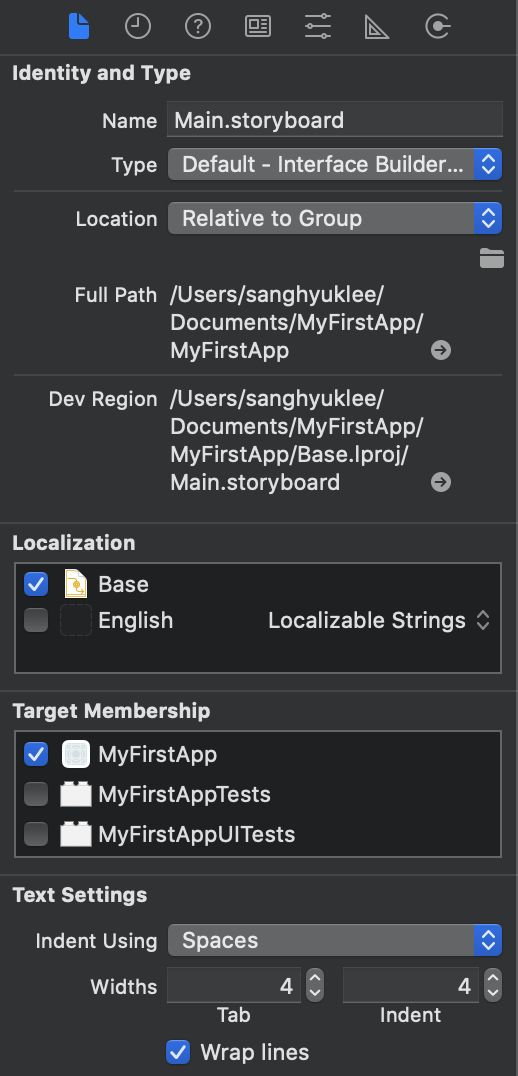 Identity and Type
Name Main.storyboard
Type Default - Interface Builder...
Location Relative to Group
Full Path /Users/sanghyuklee/
Documents/MyFirstApp/
MyFirstApp
Dev Region /Users/sanghyuklee/
Documents/MyFirstApp/
MyFirstApp/Base.lproj/
Main.storyboard
Localization
Base
English Localizable Strings
Target Membership
MyFirstApp
MyFirstAppTests
MyFirstAppUITests
Text Settings
Indent Using Spaces
Widths 4 4
Tab Indent
Wrap lines